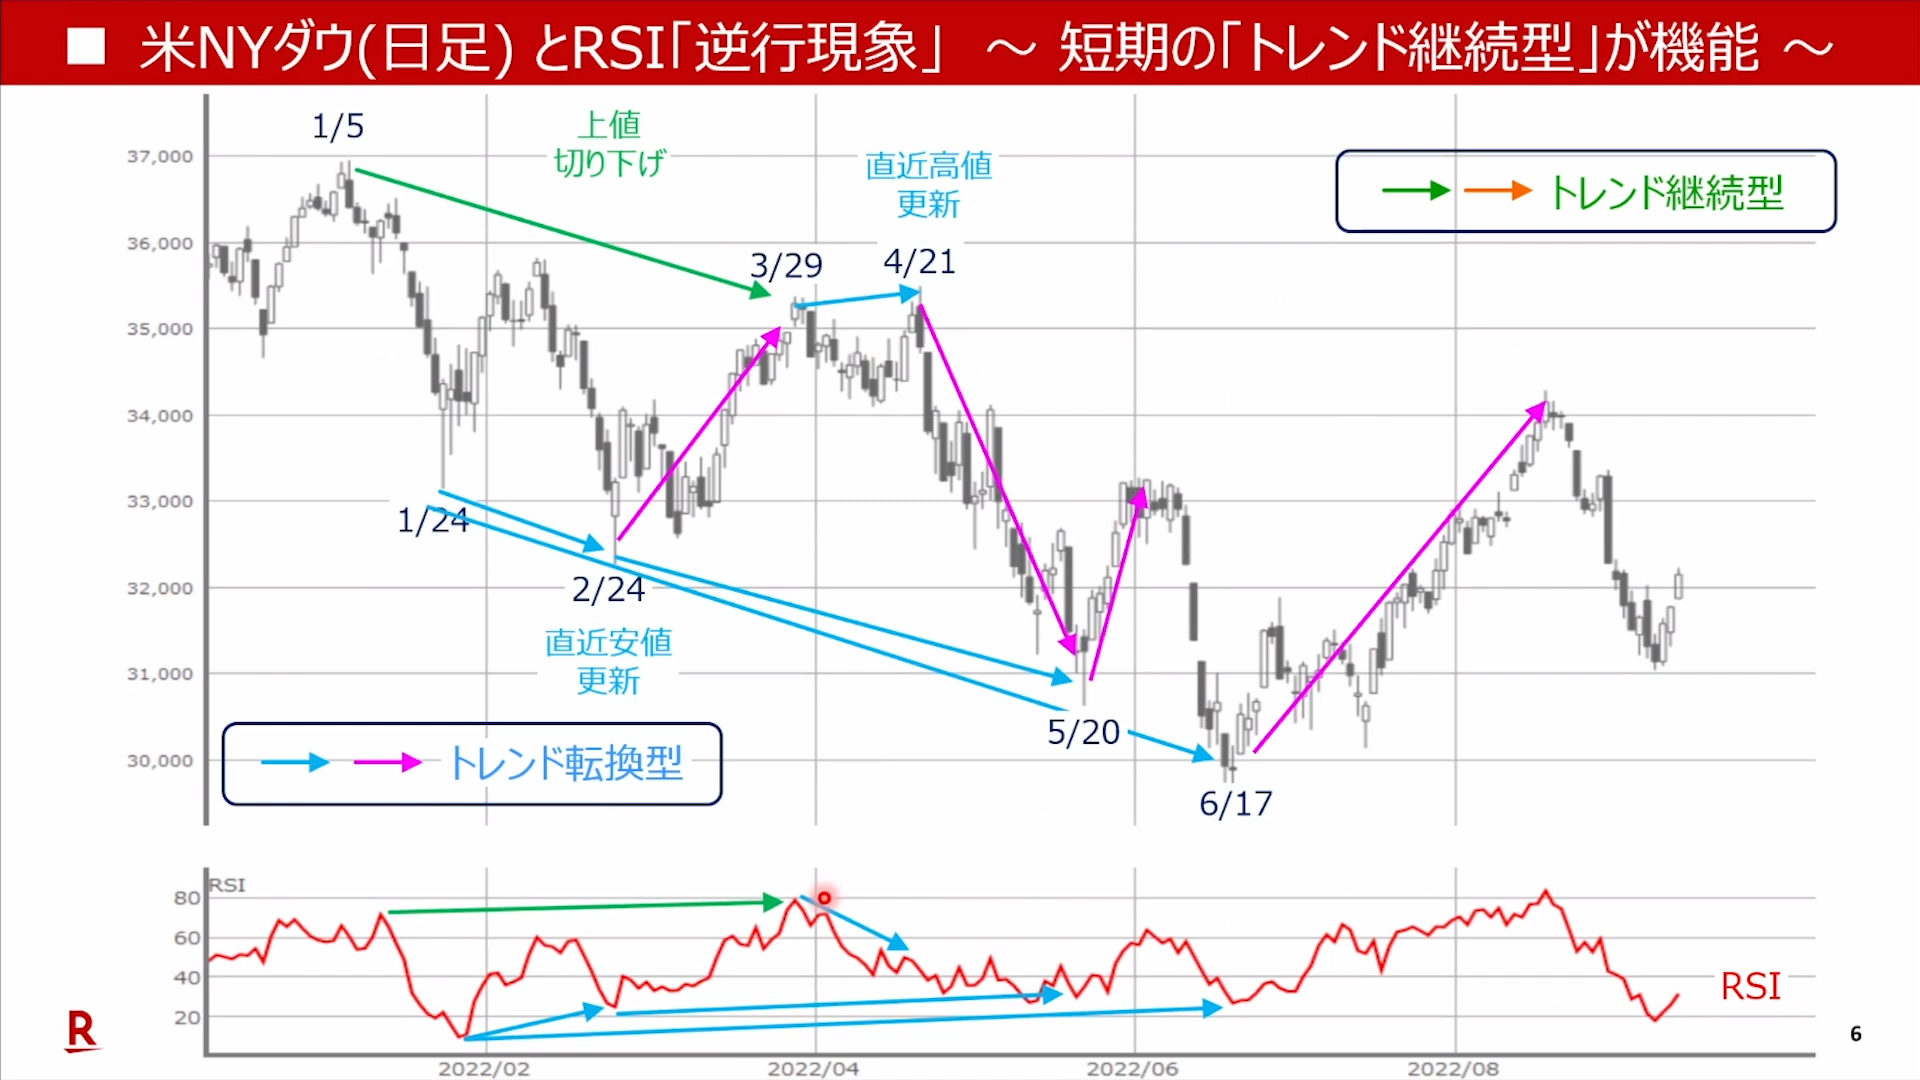 ■ 米NYダウ(日足) とRSI「逆行現象」 ～ 短期の「トレンド継続型」が機能 ～
1/5
上値
切り下げ
直近高値
更新
3/29
4/21
トレンド継続型
37,000
36,000
35,000
34,000
33,000
32,000
31,000
30,000
1/24
2/24
直近安値
更新
5/20
6/17
トレンド転換型
RSI
80
60
40
20
RSI
2022/02
2022/04
2022/06
2022/08
R
6